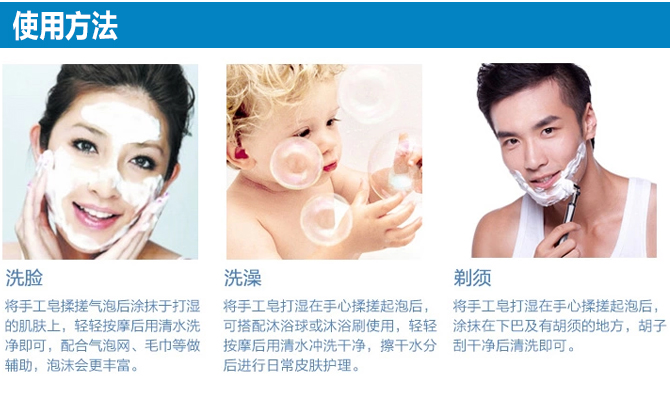 使用方法
洗脸
将手工皂揉搓气泡后涂抹于打湿
的肌肤上，轻轻按摩后用清水洗
净即可，配合气泡网、毛巾等做
辅助，泡沫会更丰富。
洗澡
将手工皂打湿在手心揉搓起泡后，
可搭配沐浴球或沐浴刷使用，轻轻
按摩后用清水冲洗干净，擦干水分
后进行日常皮肤护理。
剃须
将手工皂打湿在手心揉搓起泡后，
涂抹在下巴及有胡须的地方，胡子
刮干净后清洗即可。